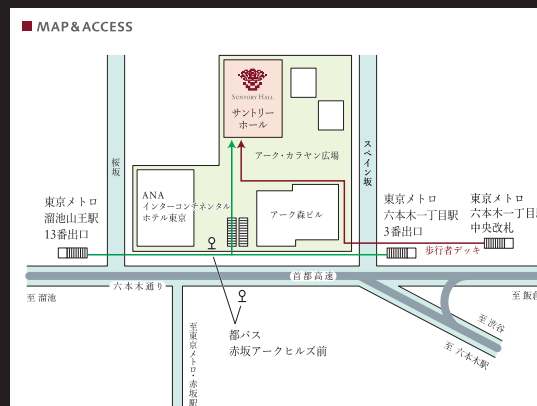 MAP&ACCESS
SUNTORY HALL
サントリー
ホール
アーク・カラヤン広場
桜坂
スペイン坂
ANA
インターコンチネンタル
ホテル東京
アーク森ビル
東京メトロ
溜池山王駅
13番出口
東京メトロ
六本木一丁目駅
3番出口
東京メトロ
六本木一丁目
中央改札
歩行者デッキ
首都高速
六本木通り
至 溜池
至 飯倉
至 渋谷
至 六本木駅
都バス
赤坂アークヒルズ前
至東京メトロ・赤坂駅